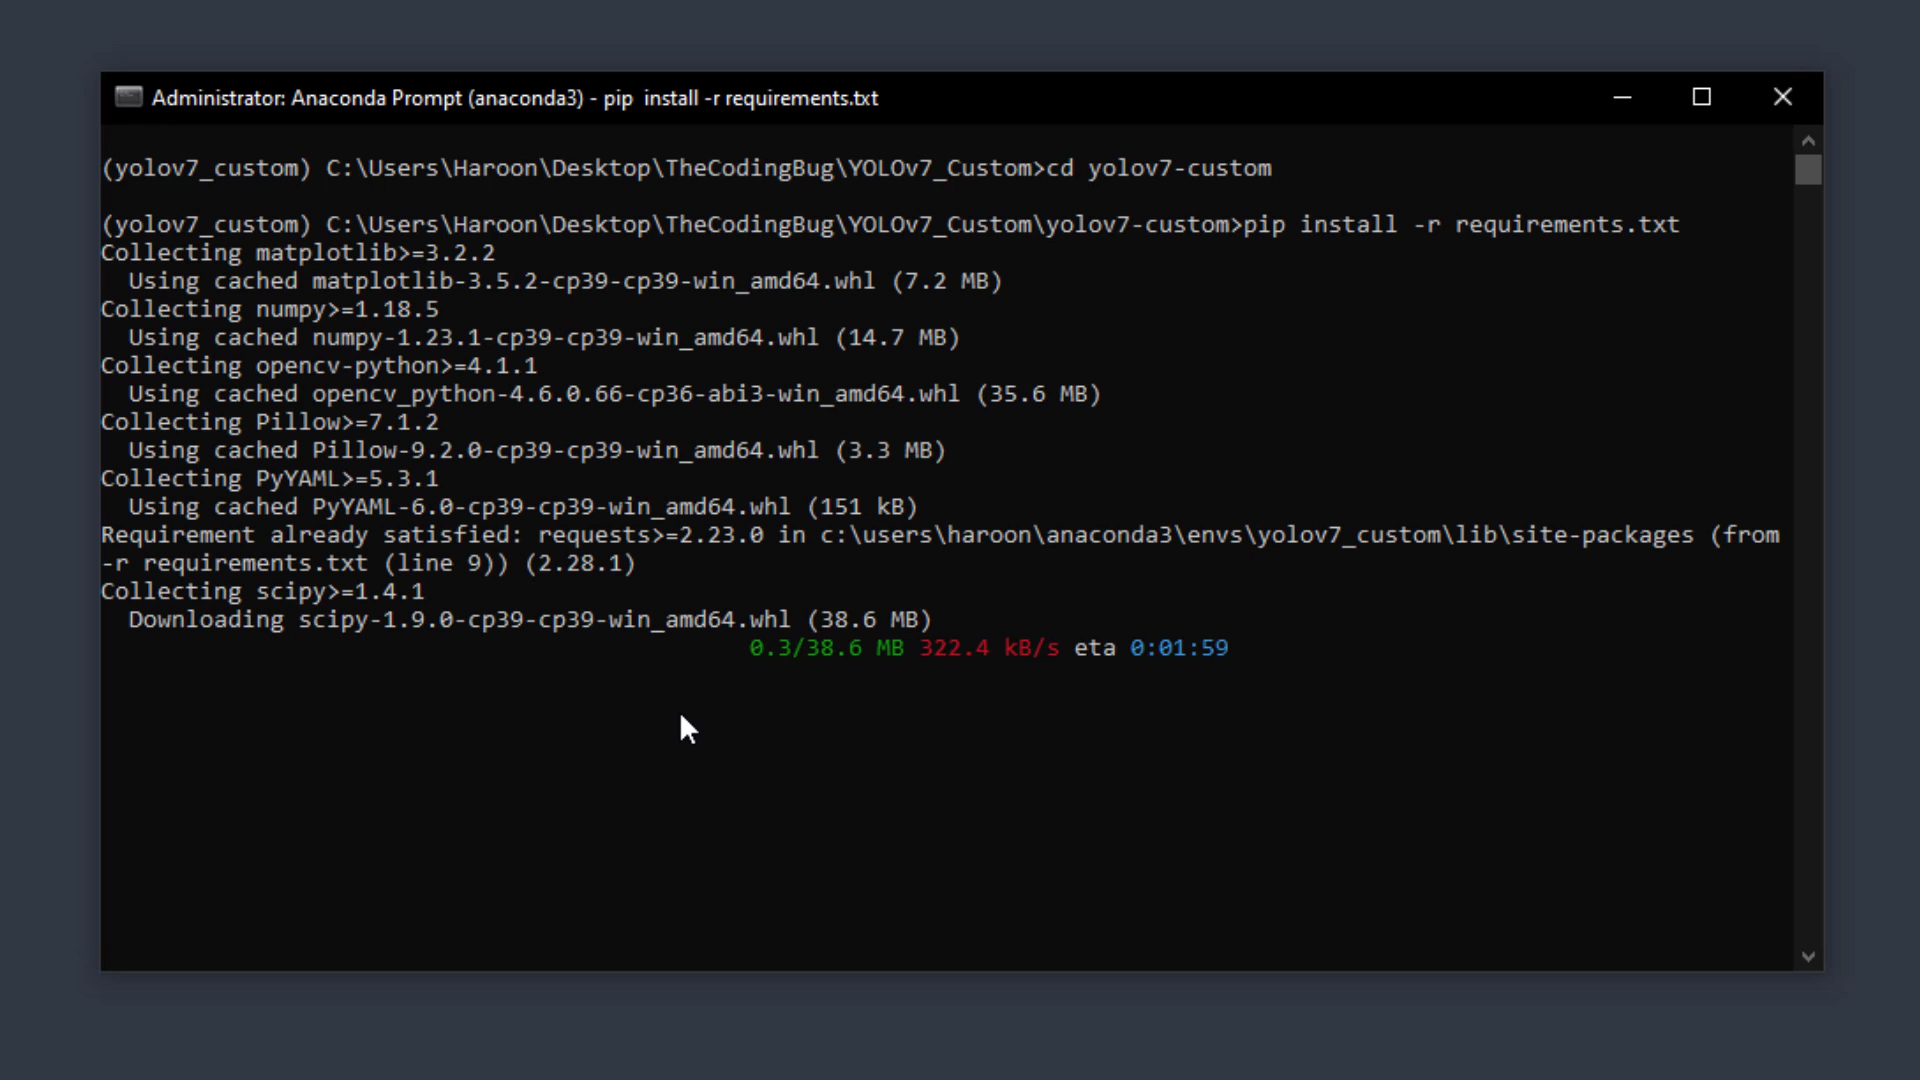 Administrator: Anaconda Prompt (anaconda3) - pip  install -r requirements.txt
(yolov7_custom) C:\Users\Haroon\Desktop\TheCodingBug\YOLOv7_Custom>cd yolov7-custom
(yolov7_custom) C:\Users\Haroon\Desktop\TheCodingBug\YOLOv7_Custom\yolov7-custom>pip install -r requirements.txt
Collecting matplotlib>=3.2.2
  Using cached matplotlib-3.5.2-cp39-cp39-win_amd64.whl (7.2 MB)
Collecting numpy>=1.18.5
  Using cached numpy-1.23.1-cp39-cp39-win_amd64.whl (14.7 MB)
Collecting opencv-python>=4.1.1
  Using cached opencv_python-4.6.0.66-cp36-abi3-win_amd64.whl (35.6 MB)
Collecting Pillow>=7.1.2
  Using cached Pillow-9.2.0-cp39-cp39-win_amd64.whl (3.3 MB)
Collecting PyYAML>=5.3.1
  Using cached PyYAML-6.0-cp39-cp39-win_amd64.whl (151 kB)
Requirement already satisfied: requests>=2.23.0 in c:\users\haroon\anaconda3\envs\yolov7_custom\lib\site-packages (from
-r requirements.txt (line 9)) (2.28.1)
Collecting scipy>=1.4.1
  Downloading scipy-1.9.0-cp39-cp39-win_amd64.whl (38.6 MB)
0.3/38.6 MB 322.4 kB/s eta 0:01:59